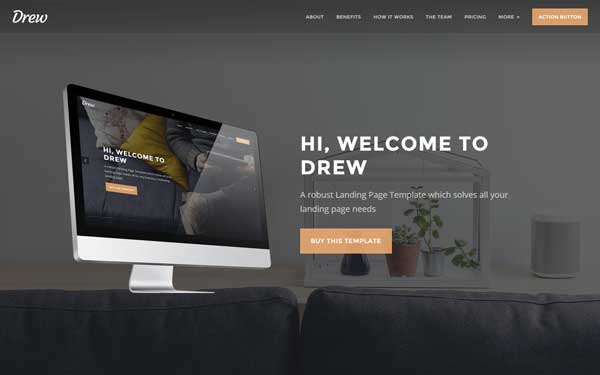 Drew
ABOUT BENEFITS HOW IT WORKS THE TEAM PRICING MORE ACTION BUTTON
Drew
HI, WELCOME TO
DREW
HI, WELCOME TO
DREW
A robust Landing Page Template which solves all your
landing page needs
BUY THIS TEMPLATE